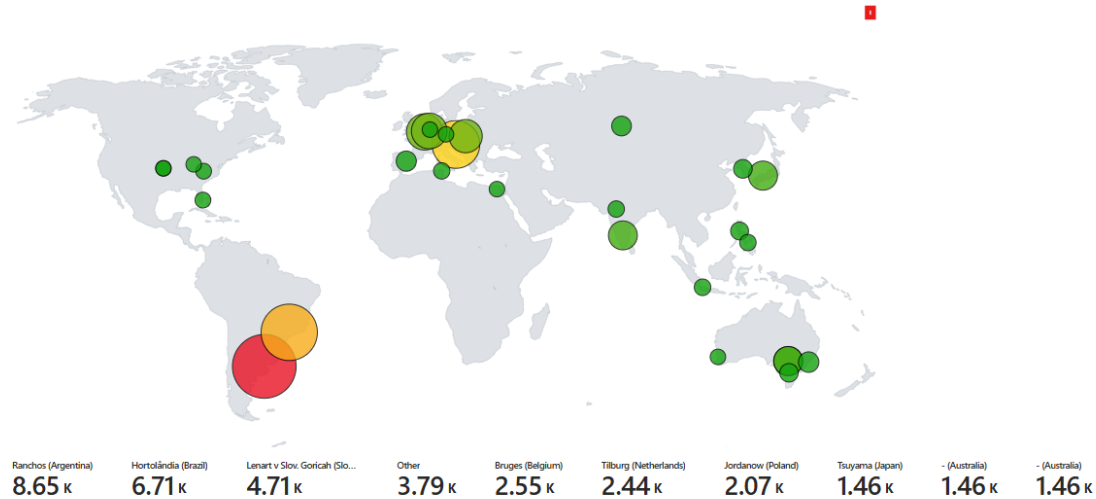 Ranchos (Argentina) Hortolândia (Brazil) Lenart v Slov. Goricah (Slo... Other Bruges (Belgium) Tilburg (Netherlands) Jordanow (Poland) Tsuyama (Japan) - (Australia) - (Australia)
8.65 K 6.71 K 4.71 K 3.79 K 2.55 K 2.44 K 2.07 K 1.46 K 1.46 K 1.46 K